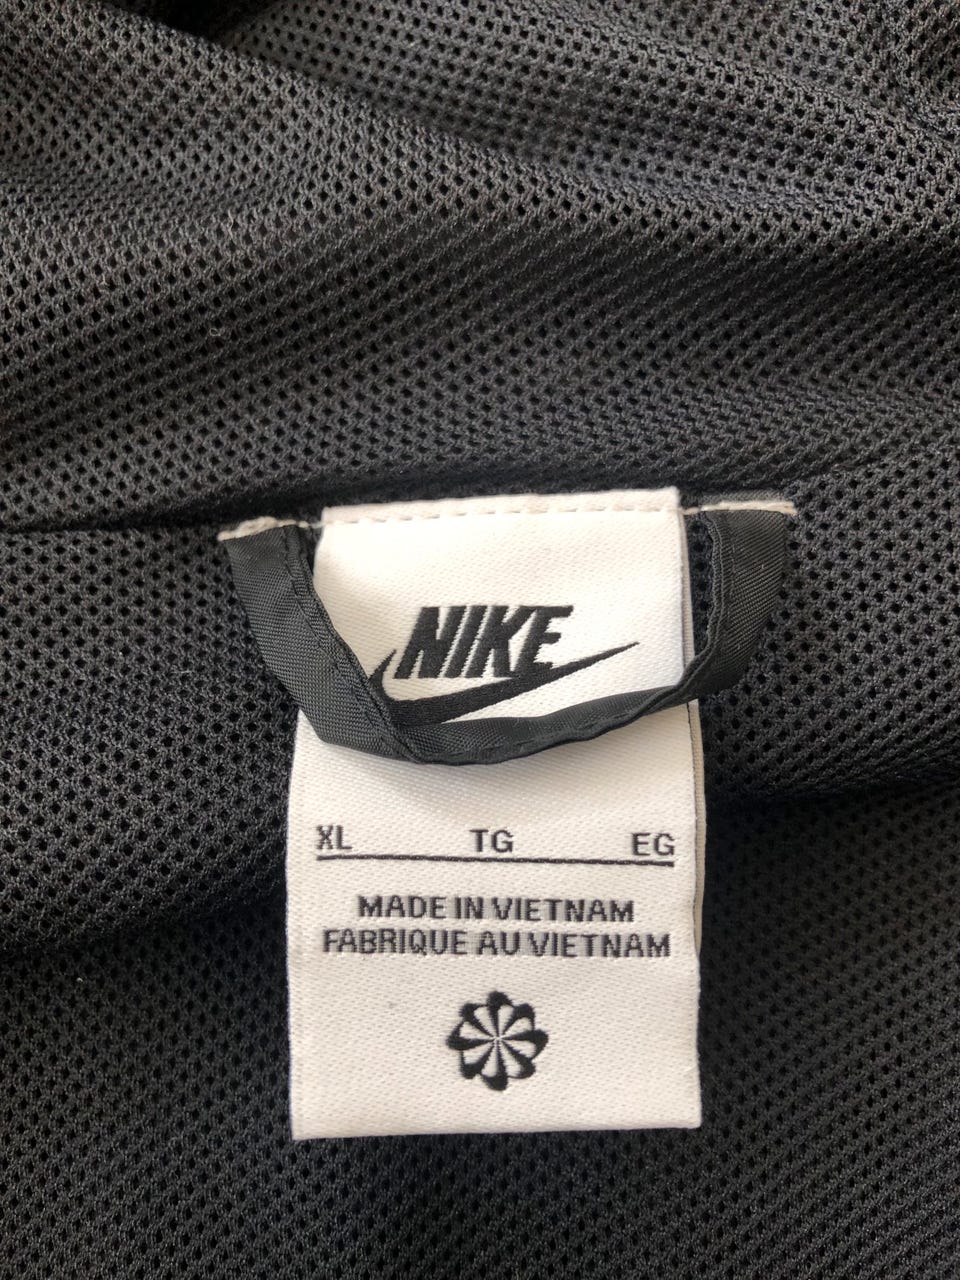 NIKE
XL TG EG
MADE IN VIETNAM
FABRIQUE AU VIETNAM